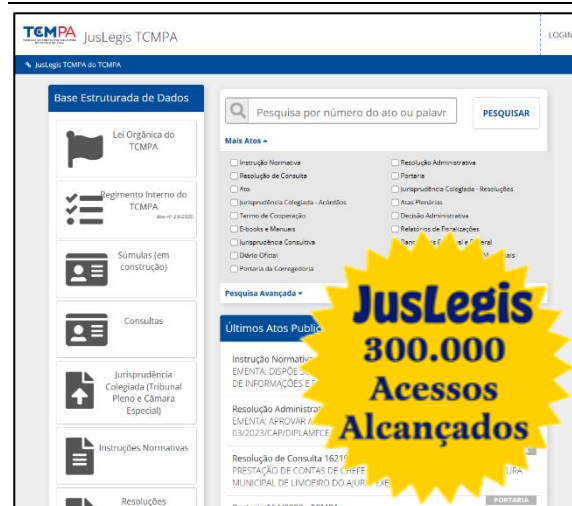 TCMPA JusLegis TCMPA
LOGIN
JusLegis TCMPA do TCMPA
Base Estruturada de Dados
Lei Orgânica do
TCMPA
Regimento Interno do
TCMPA
Súmulas (em
construção)
Consultas
Jurisprudência
Colegiada (Tribunal
Pleno e Câmara
Especial)
Instruções Normativas
Resoluções
Pesquisa por número do ato ou palavr
PESQUISAR
Mais Atos
Instrução Normativa
Resolução Administrativa
Resolução de Consulta
Portaria
Ato
Jurisprudência Colegiada - Resoluções
Jurisprudência Colegiada - Acórdãos
Atas Plenárias
Termo de Cooperação
Decisão Administrativa
E-books e Manuais
Relatórios de Fiscalizações
Jurisprudência Consultiva
Diário Oficial
Portaria da Corregedoria
Pesquisa Avançada
Últimos Atos
Instrução
EMENTA: DISPÕE
DE INFORMAÇÕES E
Resolução
EMENTA: APROVAR A
03/2023/CAP/DIPLAMFCE
Resolução de Consulta
PRESTAÇÃO DE CONTAS DE CHEFE
MUNICIPAL DE LIMOEIRO DO AJURU
PORTARIA
JusLegis
300.000
Acessos
Alcançados